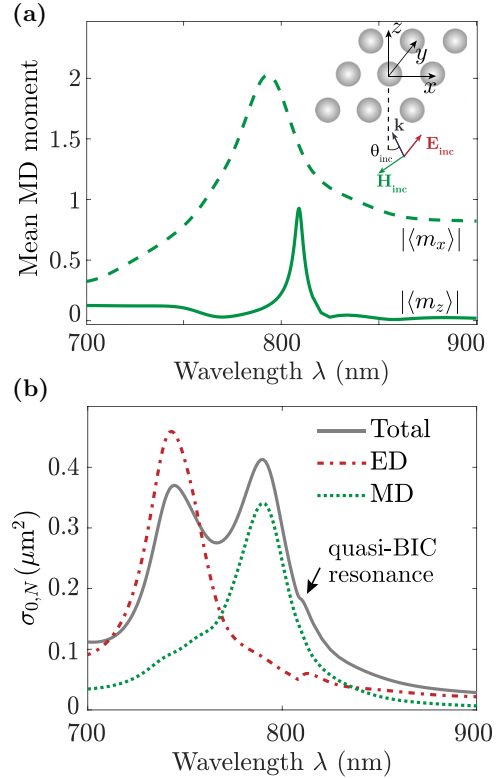 (a)
z
y
x
k
θinc
Einc
Hinc
Mean MD moment
2
1.5
1
0.5
0
|⟨mx⟩|
|⟨mz⟩|
700
800
900
Wavelength λ (nm)
(b)
Total
ED
MD
quasi-BIC
resonance
σ0,N (μm²)
0.4
0.3
0.2
0.1
0
700
800
900
Wavelength λ (nm)